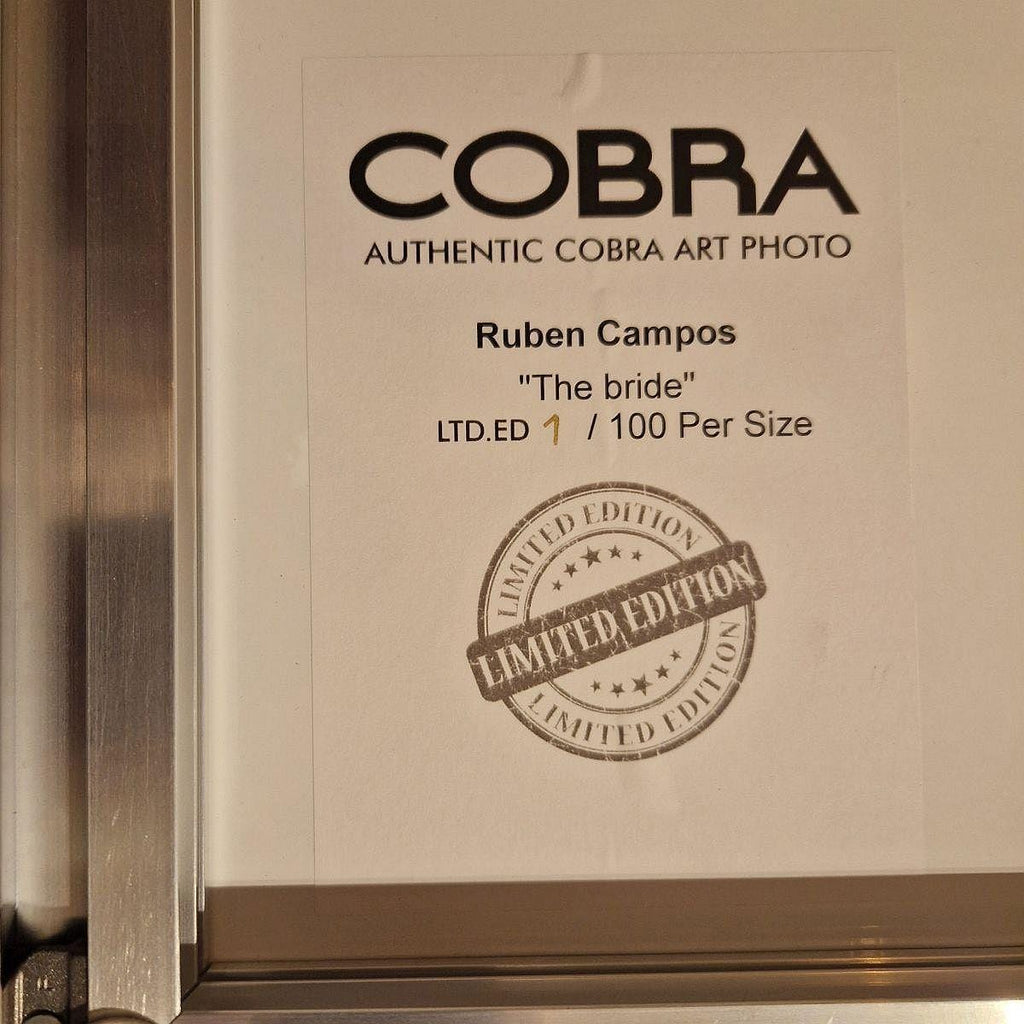 COBRA
AUTHENTIC COBRA ART PHOTO
Ruben Campos
"The bride"
LTD.ED 1 / 100 Per Size
LIMITED EDITION
LIMITED EDITION
LIMITED EDITION